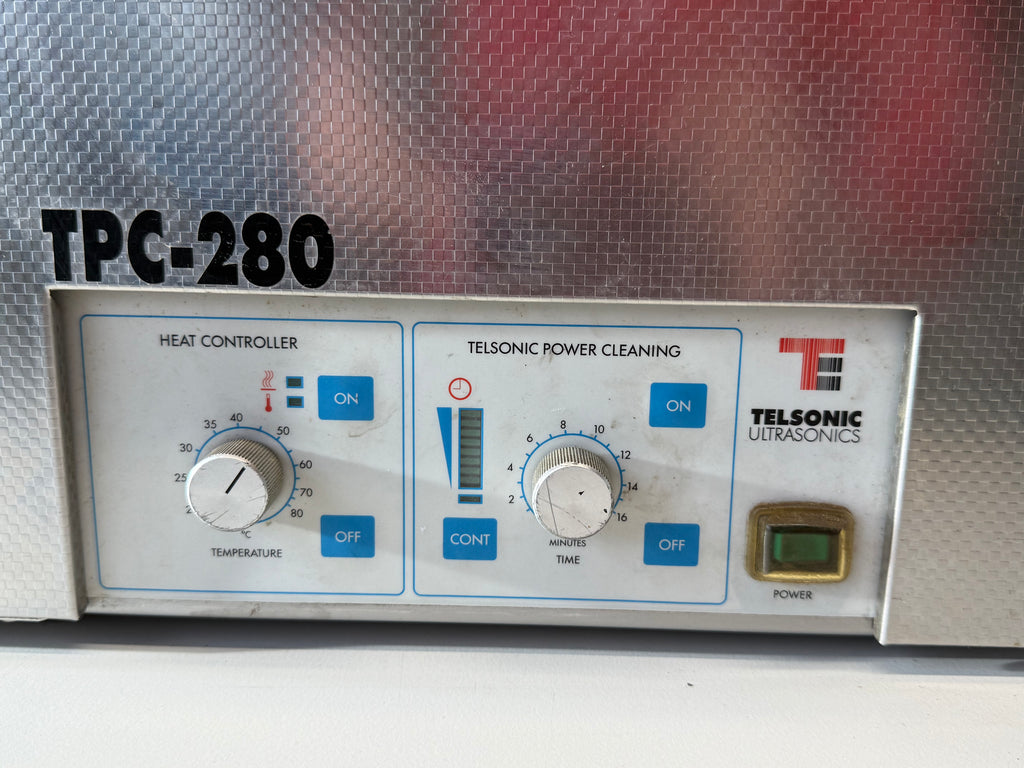 TPC-280
HEAT CONTROLLER
ON
40
35
50
30
60
25
70
80
°C
OFF
TEMPERATURE
TELSONIC POWER CLEANING
ON
8
6
10
4
12
2
14
16
CONT
MINUTES
TIME
OFF
TE
TELSONIC
ULTRASONICS
POWER